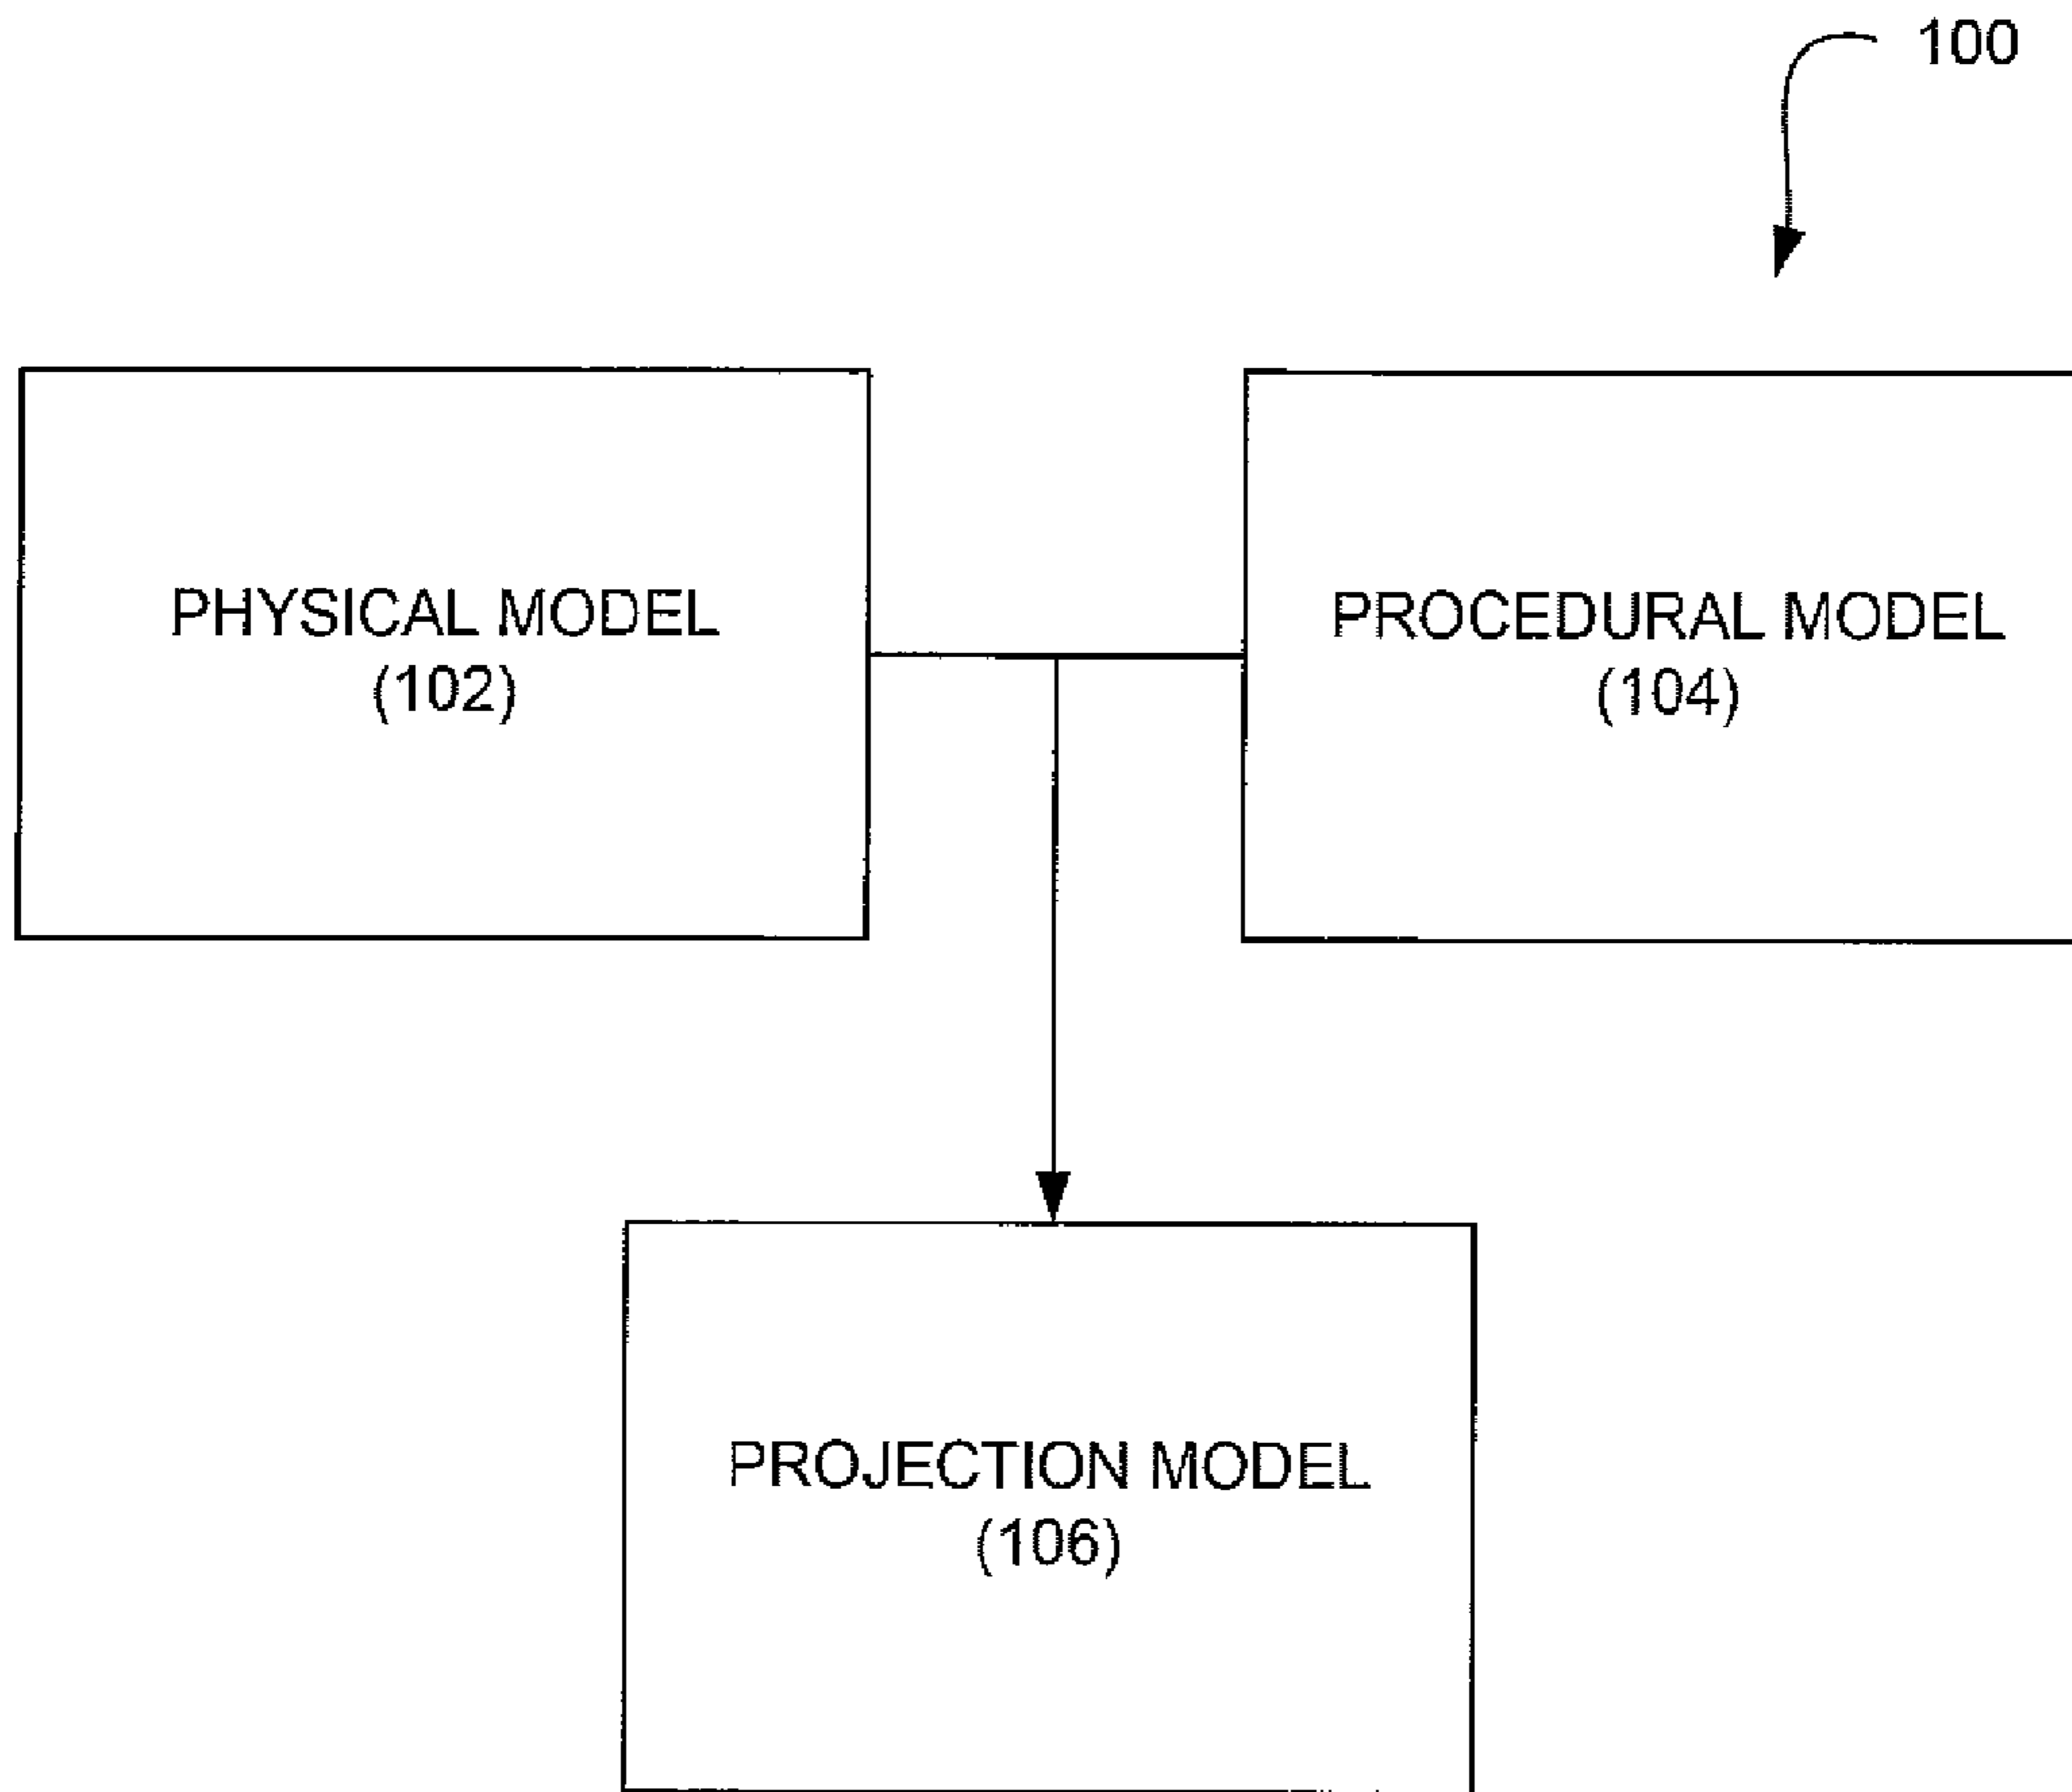 100
PHYSICAL MODEL
(102)
PROCEDURAL MODEL
(104)
PROJECTION MODEL
(106)